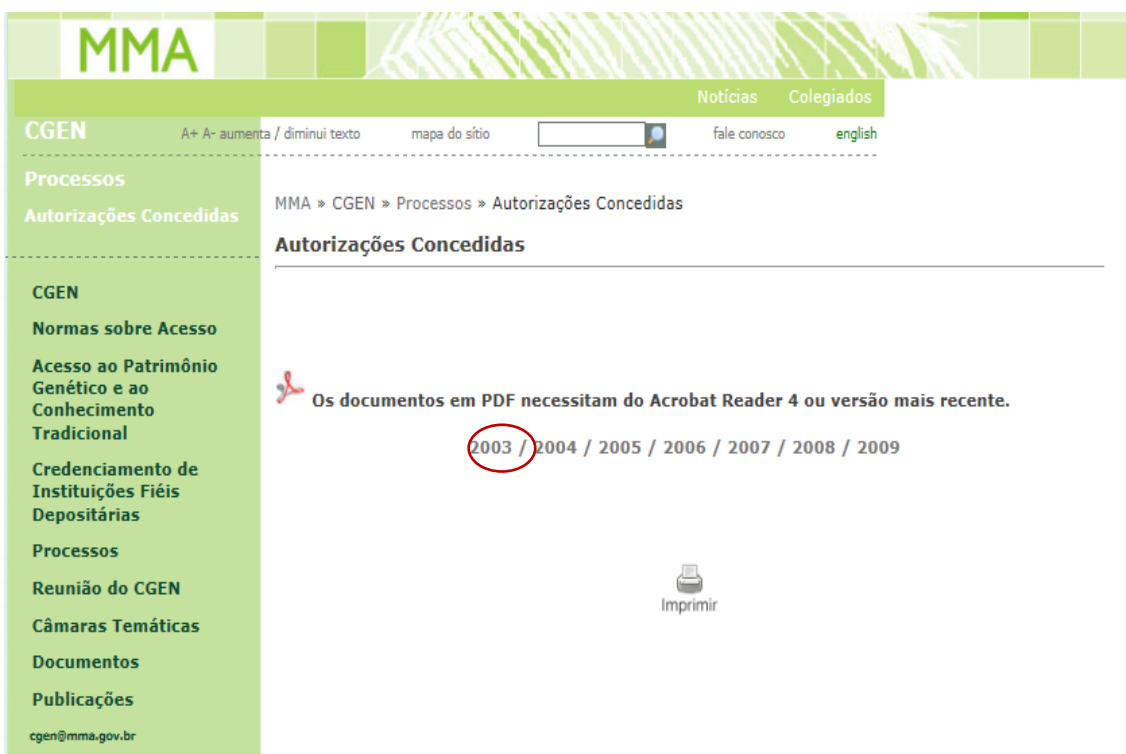 MMA
Notícias Colegiados
CGEN
A+ A- aumenta / diminui texto mapa do sítio fale conosco english
Processos
Autorizações Concedidas
MMA » CGEN » Processos » Autorizações Concedidas
Autorizações Concedidas
CGEN
Normas sobre Acesso
Acesso ao Patrimônio
Genético e ao
Conhecimento
Tradicional
Credenciamento de
Instituições Fiéis
Depositárias
Processos
Reunião do CGEN
Câmaras Temáticas
Documentos
Publicações
cgen@mma.gov.br
Os documentos em PDF necessitam do Acrobat Reader 4 ou versão mais recente.
2003 / 2004 / 2005 / 2006 / 2007 / 2008 / 2009
Imprimir